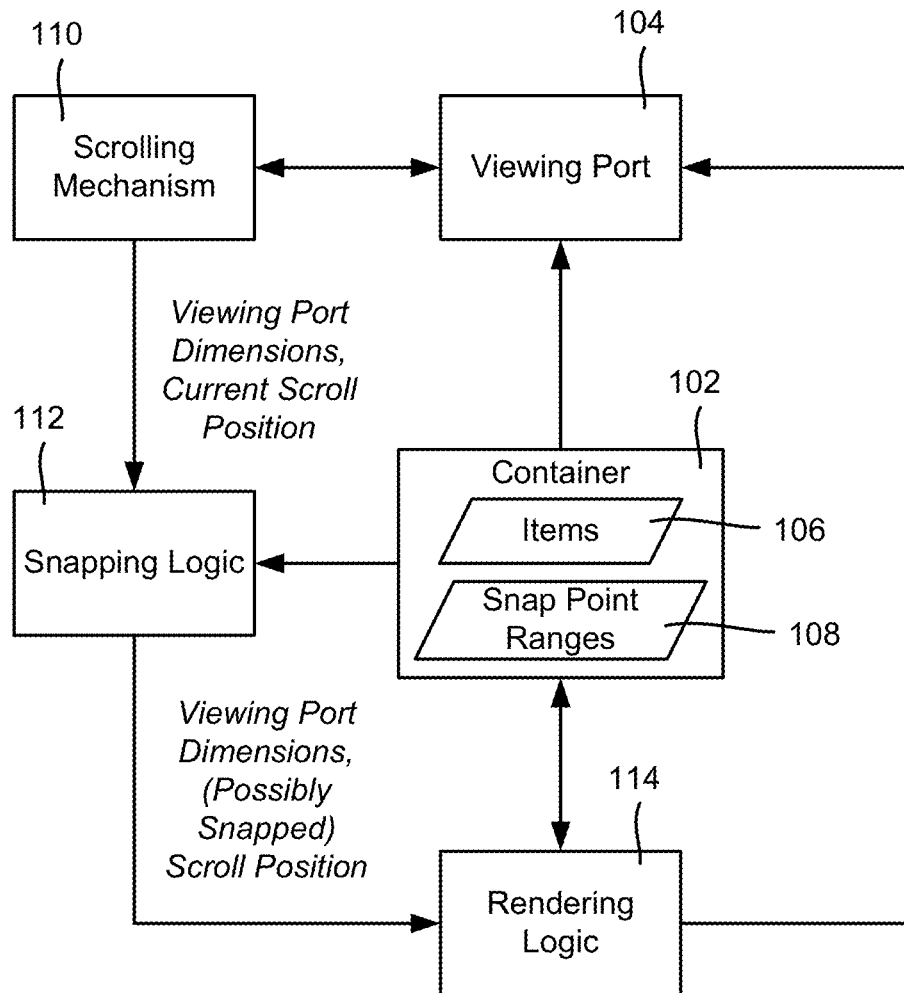 110
104
Scrolling
Mechanism
Viewing Port
Viewing Port
Dimensions,
Current Scroll
Position
102
112
Container
Items
106
Snapping Logic
Snap Point
Ranges
108
Viewing Port
Dimensions,
(Possibly
Snapped)
Scroll Position
114
Rendering
Logic